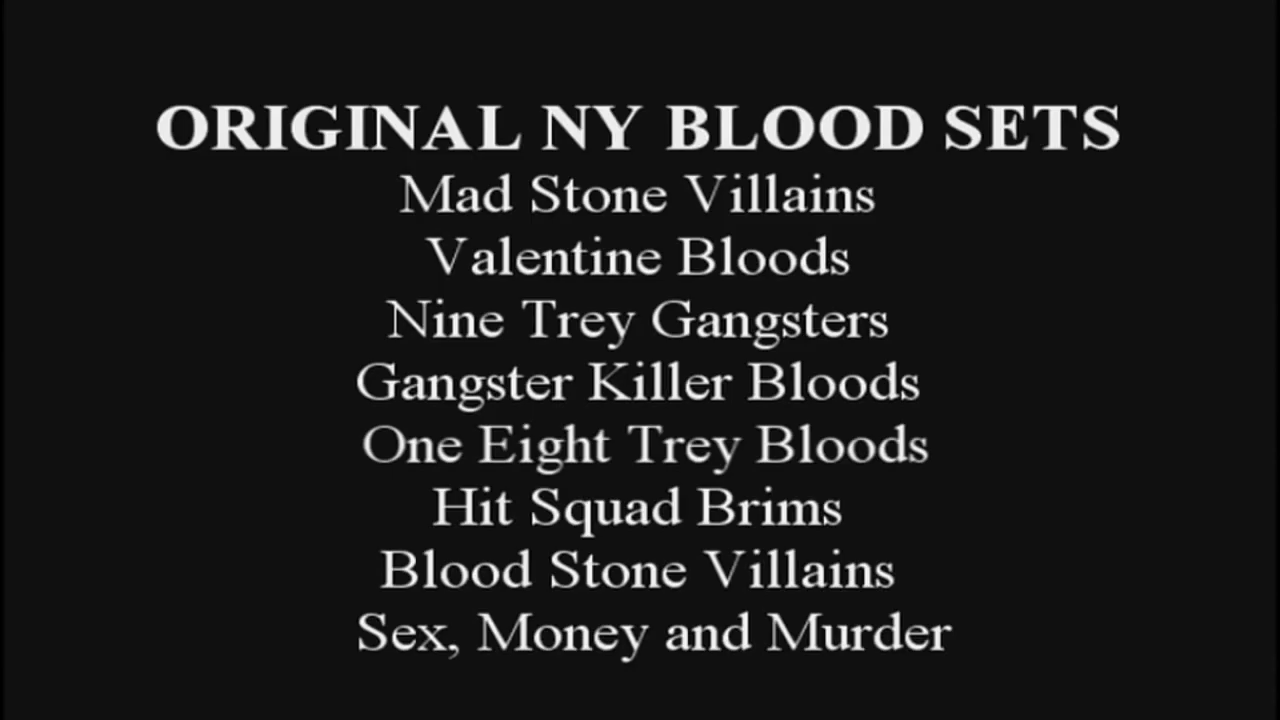 ORIGINAL NY BLOOD SETS
Mad Stone Villains
Valentine Bloods
Nine Trey Gangsters
Gangster Killer Bloods
One Eight Trey Bloods
Hit Squad Brims
Blood Stone Villains
Sex, Money and Murder